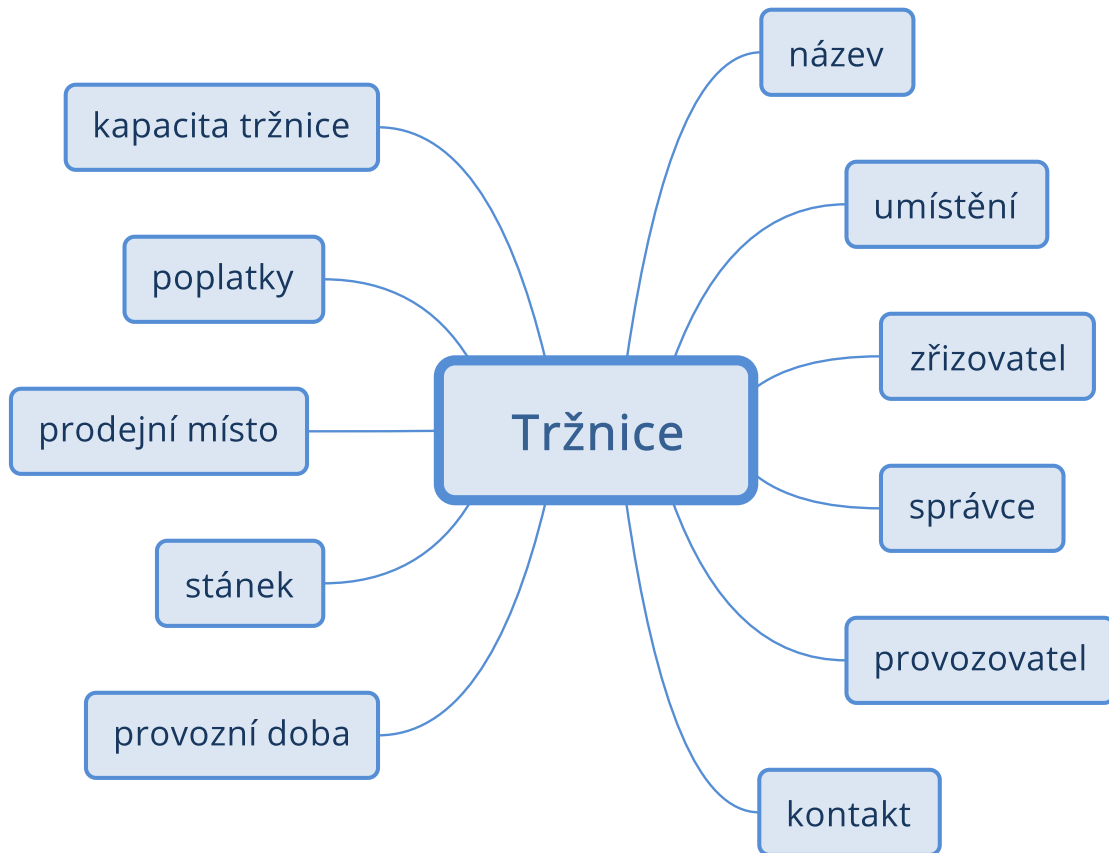 název
kapacita tržnice
umístění
poplatky
zřizovatel
prodejní místo
Tržnice
správce
stánek
provozovatel
provozní doba
kontakt